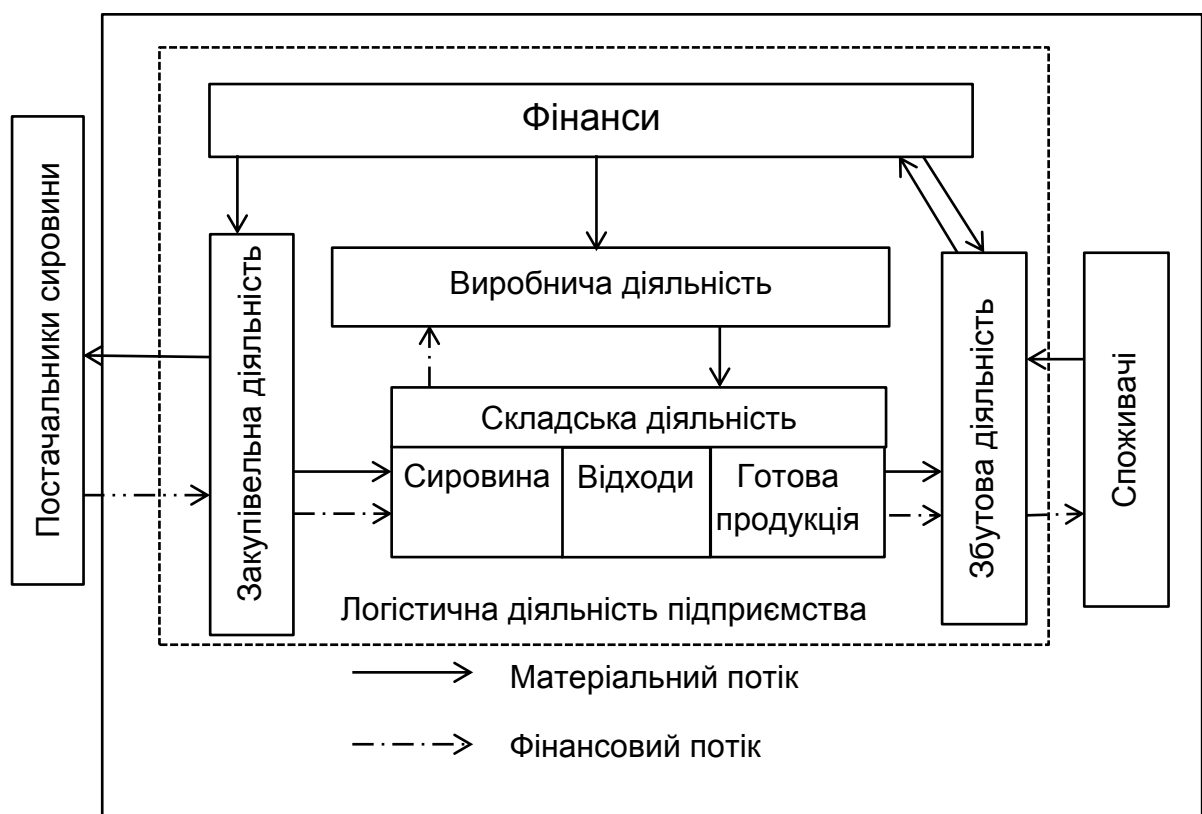 Фінанси
Постачальники сировини
Закупівельна діяльність
Виробнича діяльність
Складська діяльність
Сировина
Відходи
Готова
продукція
Збутова діяльність
Споживачі
Логістична діяльність підприємства
Матеріальний потік
Фінансовий потік